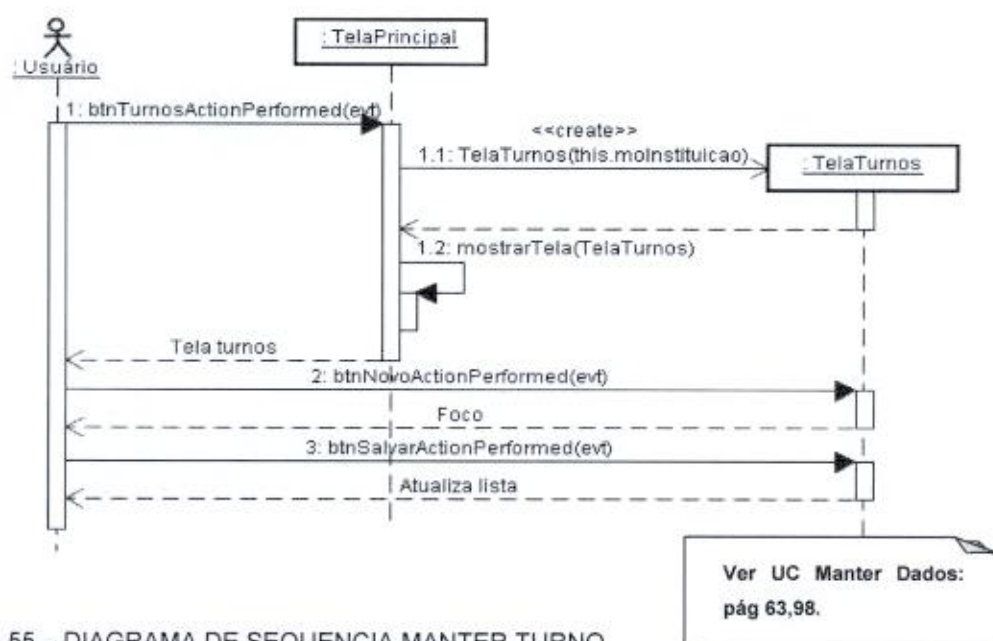 : Usuário
: TelaPrincipal
1: btnTurnosActionPerformed(evt)
<<create>>
1.1: TelaTurnos(this.moInstituicao)
: TelaTurnos
1.2: mostrarTela(TelaTurnos)
Tela turnos
2: btnNovoActionPerformed(evt)
Foco
3: btnSalvarActionPerformed(evt)
Atualiza lista
Ver UC Manter Dados:
pág 63,98.
55 - DIAGRAMA DE SEQUENCIA MANTER TURNO